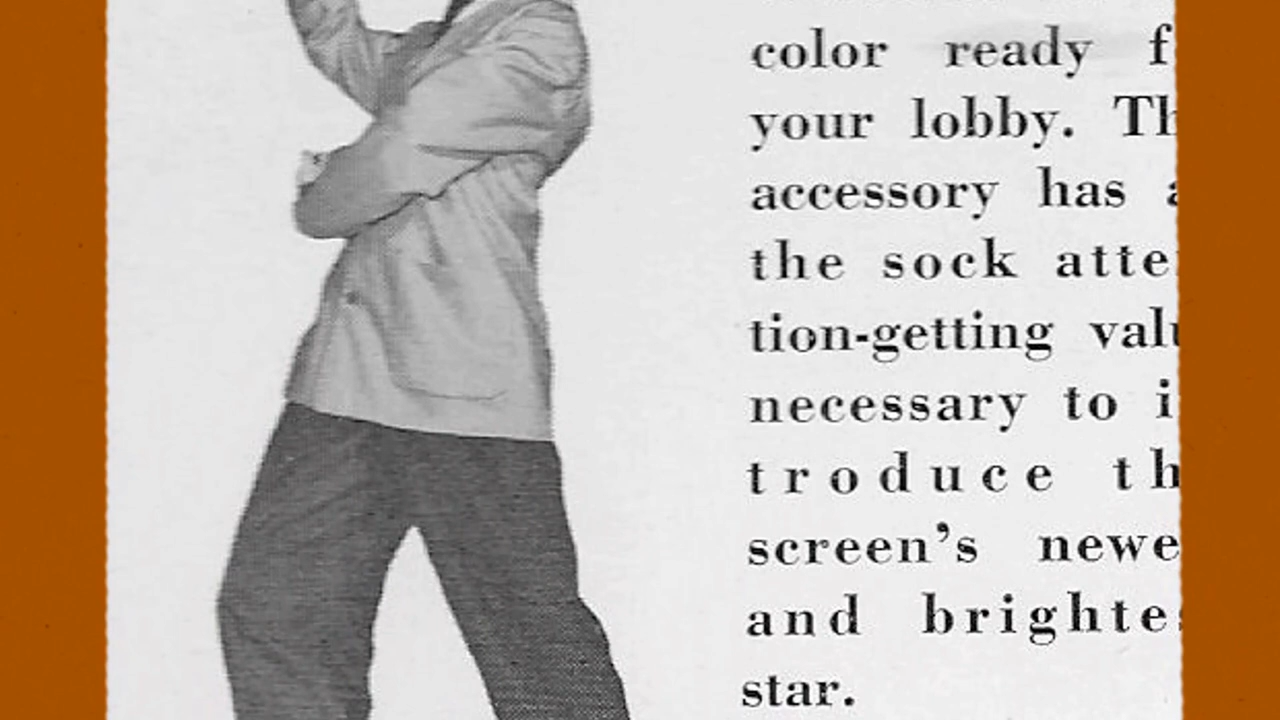 color ready f
your lobby. Th
accessory has a
the sock atte
tion-getting valu
necessary to i
troduce th
screen's newe
and brightes
star.